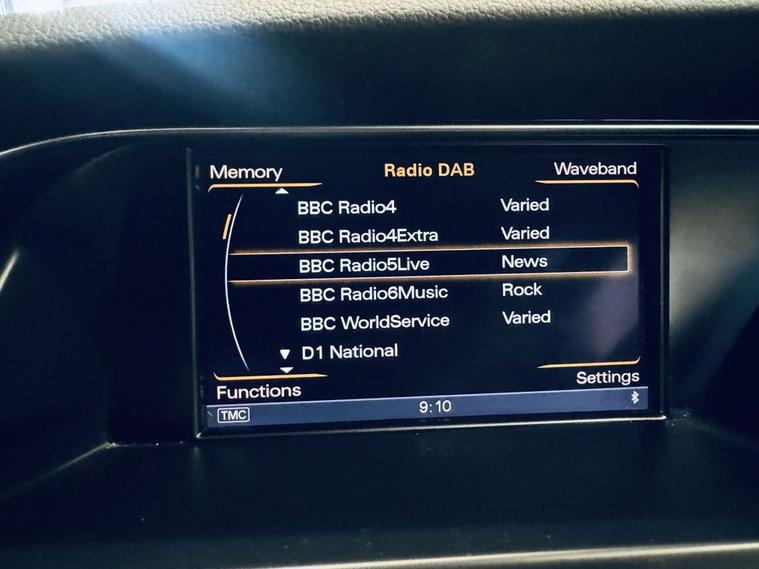 Memory Radio DAB Waveband
BBC Radio4 Varied
BBC Radio4Extra Varied
BBC Radio5Live News
BBC Radio6Music Rock
BBC WorldService Varied
D1 National
Functions Settings
TMC 9:10